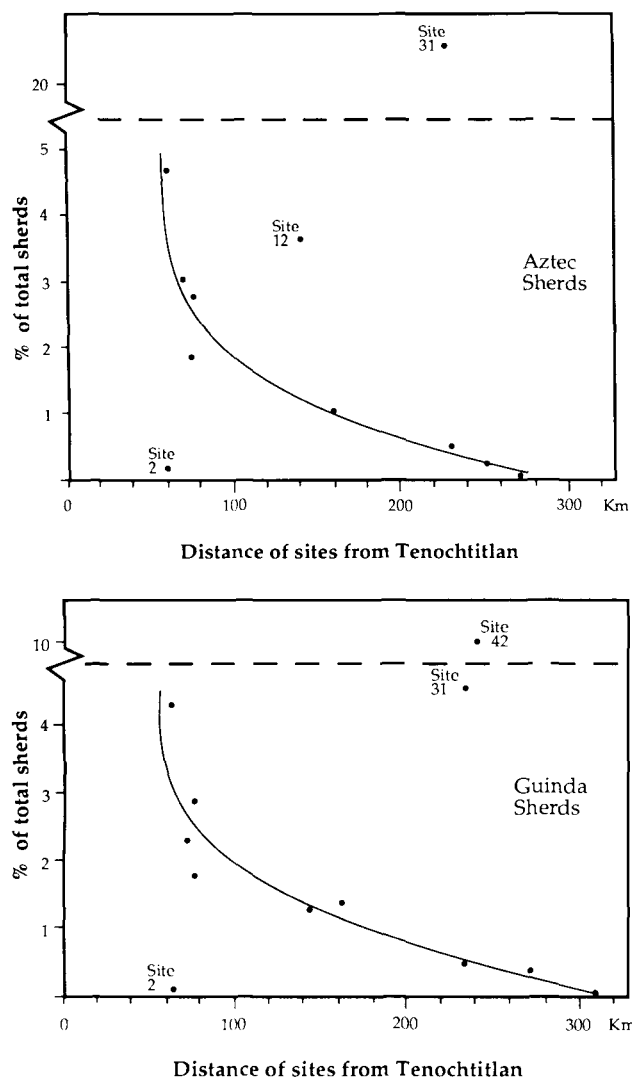 Site
31
20
5
Site
12
4
Aztec
Sherds
3
% of total sherds
2
1
Site
2
0 100 200 300 Km
Distance of sites from Tenochtitlan
Site
42
10
Site
31
4
Guinda
Sherds
3
% of total sherds
2
1
Site
2
0 100 200 300 Km
Distance of sites from Tenochtitlan